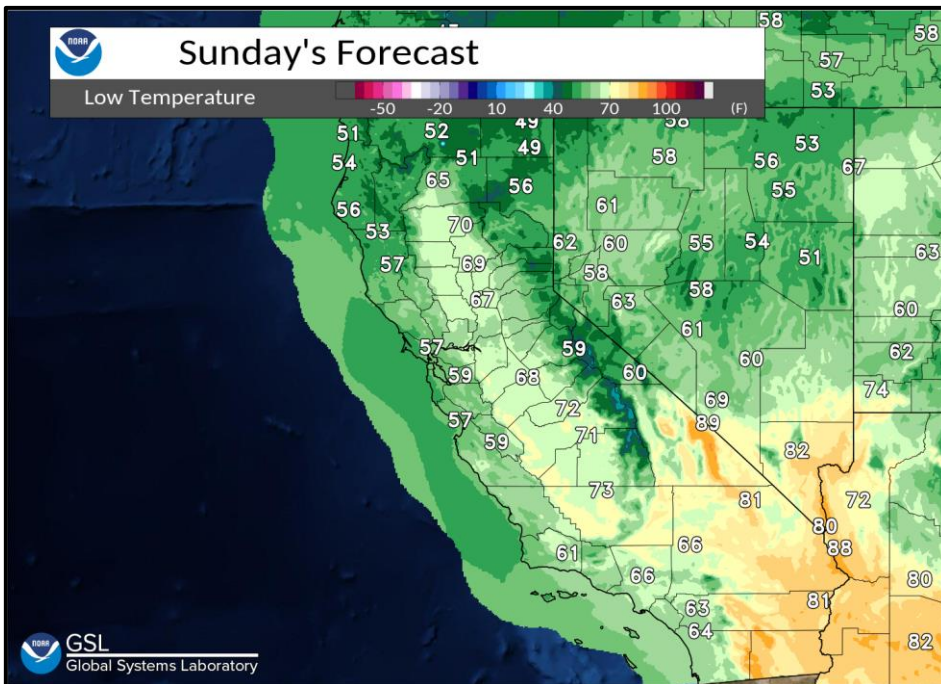 58
58
57
53
NOAA
Sunday's Forecast
Low Temperature
-50 -20 10 40 70 100 (F)
51 52 49 58 53
54 51 49 58 56 67
65 56 55
56 70 61
53 62 60 55 54 63
57 69 58 51
67 63 58 60
61
57 59 60 62
59 68 60 74
57 72 69
59 71 89
82
73 81 72
80
61 66 88
66 80
63 81
64 82
NOAA
GSL
Global Systems Laboratory